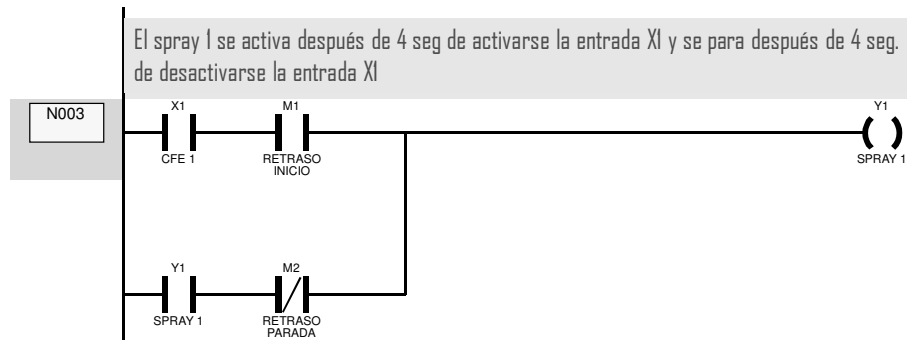 El spray 1 se activa después de 4 seg de activarse la entrada X1 y se para después de 4 seg.
de desactivarse la entrada X1
N003
X1
M1
Y1
CFE 1
RETRASO
INICIO
SPRAY 1
Y1
M2
SPRAY 1
RETRASO
PARADA